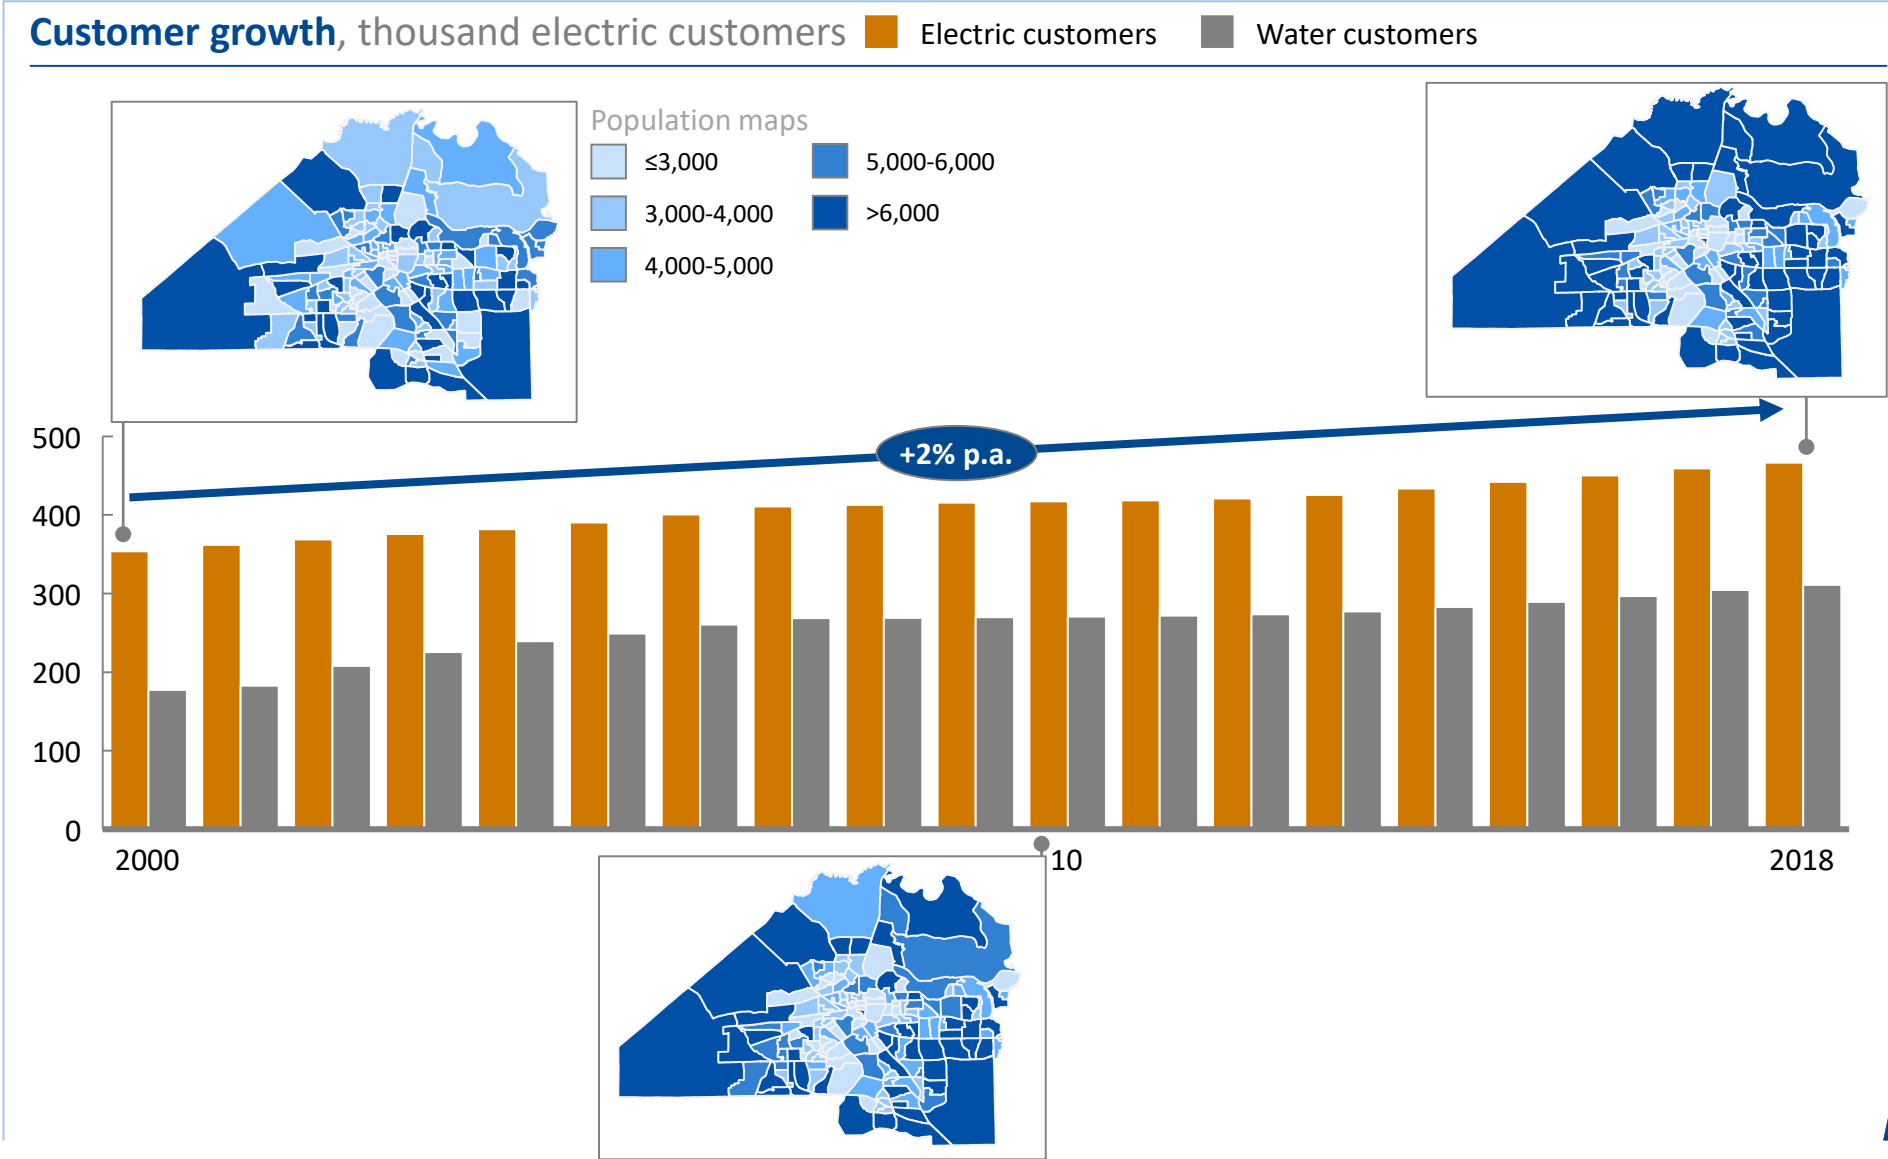 Customer growth, thousand electric customers
Electric customers
Water customers
Population maps
≤3,000
5,000-6,000
3,000-4,000
>6,000
4,000-5,000
+2% p.a.
500
400
300
200
100
0
2000
10
2018